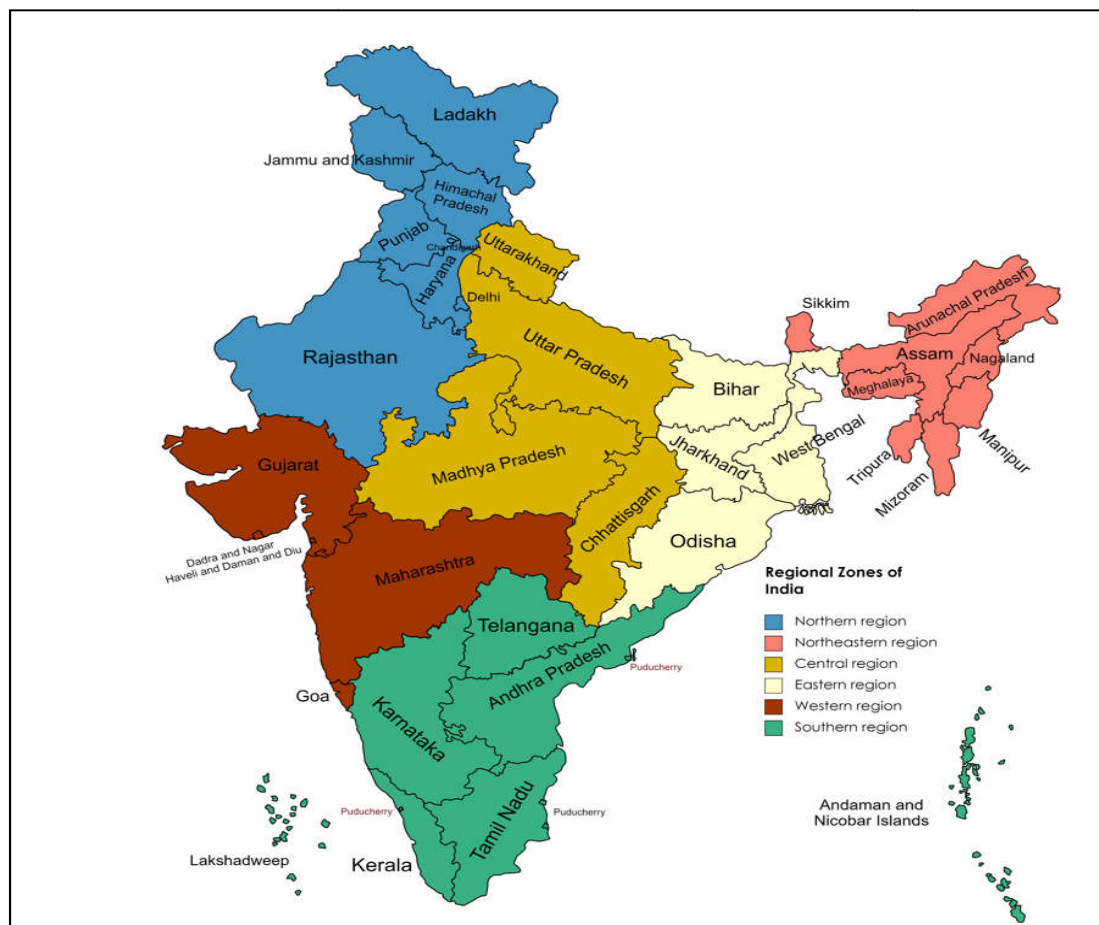 Ladakh
Jammu and Kashmir
Himachal
Pradesh
Punjab
Chandigarh
Haryana
Uttarakhand
Delhi
Rajasthan
Uttar Pradesh
Sikkim
Arunachal Pradesh
Assam
Nagaland
Meghalaya
Manipur
Tripura
Mizoram
Bihar
Jharkhand
West Bengal
Gujarat
Madhya Pradesh
Chhattisgarh
Odisha
Dadra and Nagar
Haveli and Daman and Diu
Maharashtra
Telangana
Andhra Pradesh
Puducherry
Goa
Karnataka
Puducherry
Puducherry
Tamil Nadu
Kerala
Lakshadweep
Andaman and
Nicobar Islands
Regional Zones of
India
Northern region
Northeastern region
Central region
Eastern region
Western region
Southern region